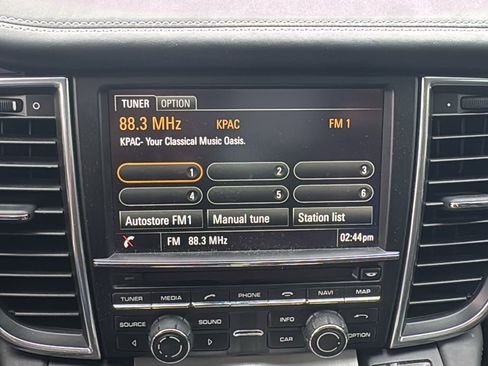 TUNER OPTION
88.3 MHz KPAC FM 1
KPAC- Your Classical Music Oasis.
1 2 3
4 5 6
Autostore FM1 Manual tune Station list
FM 88.3 MHz 02:44pm
TUNER MEDIA PHONE NAVI MAP
SOURCE SOUND INFO
CAR OPTION